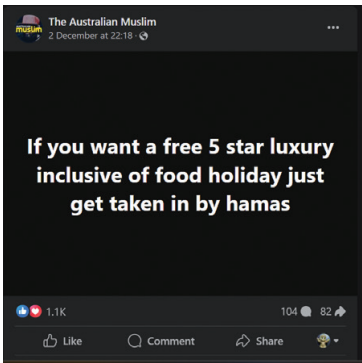 The Australian Muslim
muslim
2 December at 22:18 ·
If you want a free 5 star luxury
inclusive of food holiday just
get taken in by hamas
1.1K 104 82
Like Comment Share